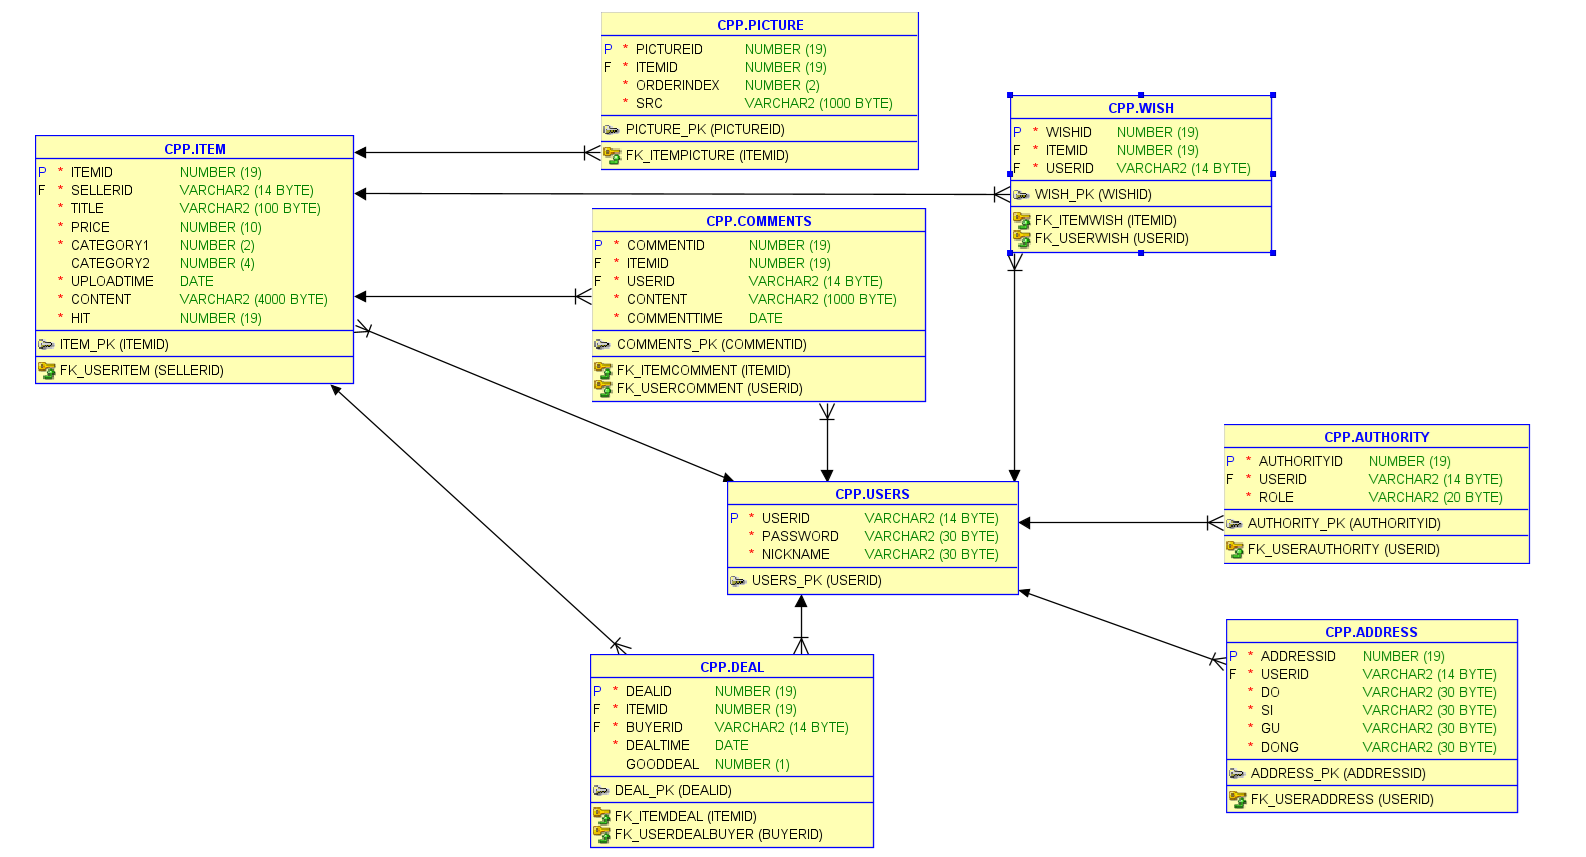 CPP.PICTURE
P * PICTUREID NUMBER (19)
F * ITEMID NUMBER (19)
* ORDERINDEX NUMBER (2)
* SRC VARCHAR2 (1000 BYTE)
PICTURE_PK (PICTUREID)
FK_ITEMPICTURE (ITEMID)
CPP.WISH
P * WISHID NUMBER (19)
F * ITEMID NUMBER (19)
F * USERID VARCHAR2 (14 BYTE)
WISH_PK (WISHID)
FK_ITEMWISH (ITEMID)
FK_USERWISH (USERID)
CPP.ITEM
P * ITEMID NUMBER (19)
F * SELLERID VARCHAR2 (14 BYTE)
* TITLE VARCHAR2 (100 BYTE)
* PRICE NUMBER (10)
* CATEGORY1 NUMBER (2)
CATEGORY2 NUMBER (4)
* UPLOADTIME DATE
* CONTENT VARCHAR2 (4000 BYTE)
* HIT NUMBER (19)
ITEM_PK (ITEMID)
FK_USERITEM (SELLERID)
CPP.COMMENTS
P * COMMENTID NUMBER (19)
F * ITEMID NUMBER (19)
F * USERID VARCHAR2 (14 BYTE)
* CONTENT VARCHAR2 (1000 BYTE)
* COMMENTTIME DATE
COMMENTS_PK (COMMENTID)
FK_ITEMCOMMENT (ITEMID)
FK_USERCOMMENT (USERID)
CPP.USERS
P * USERID VARCHAR2 (14 BYTE)
* PASSWORD VARCHAR2 (30 BYTE)
* NICKNAME VARCHAR2 (30 BYTE)
USERS_PK (USERID)
CPP.AUTHORITY
P * AUTHORITYID NUMBER (19)
F * USERID VARCHAR2 (14 BYTE)
* ROLE VARCHAR2 (20 BYTE)
AUTHORITY_PK (AUTHORITYID)
FK_USERAUTHORITY (USERID)
CPP.DEAL
P * DEALID NUMBER (19)
F * ITEMID NUMBER (19)
F * BUYERID VARCHAR2 (14 BYTE)
* DEALTIME DATE
GOODDEAL NUMBER (1)
DEAL_PK (DEALID)
FK_ITEMDEAL (ITEMID)
FK_USERDEALBUYER (BUYERID)
CPP.ADDRESS
P * ADDRESSID NUMBER (19)
F * USERID VARCHAR2 (14 BYTE)
* DO VARCHAR2 (30 BYTE)
* SI VARCHAR2 (30 BYTE)
* GU VARCHAR2 (30 BYTE)
* DONG VARCHAR2 (30 BYTE)
ADDRESS_PK (ADDRESSID)
FK_USERADDRESS (USERID)